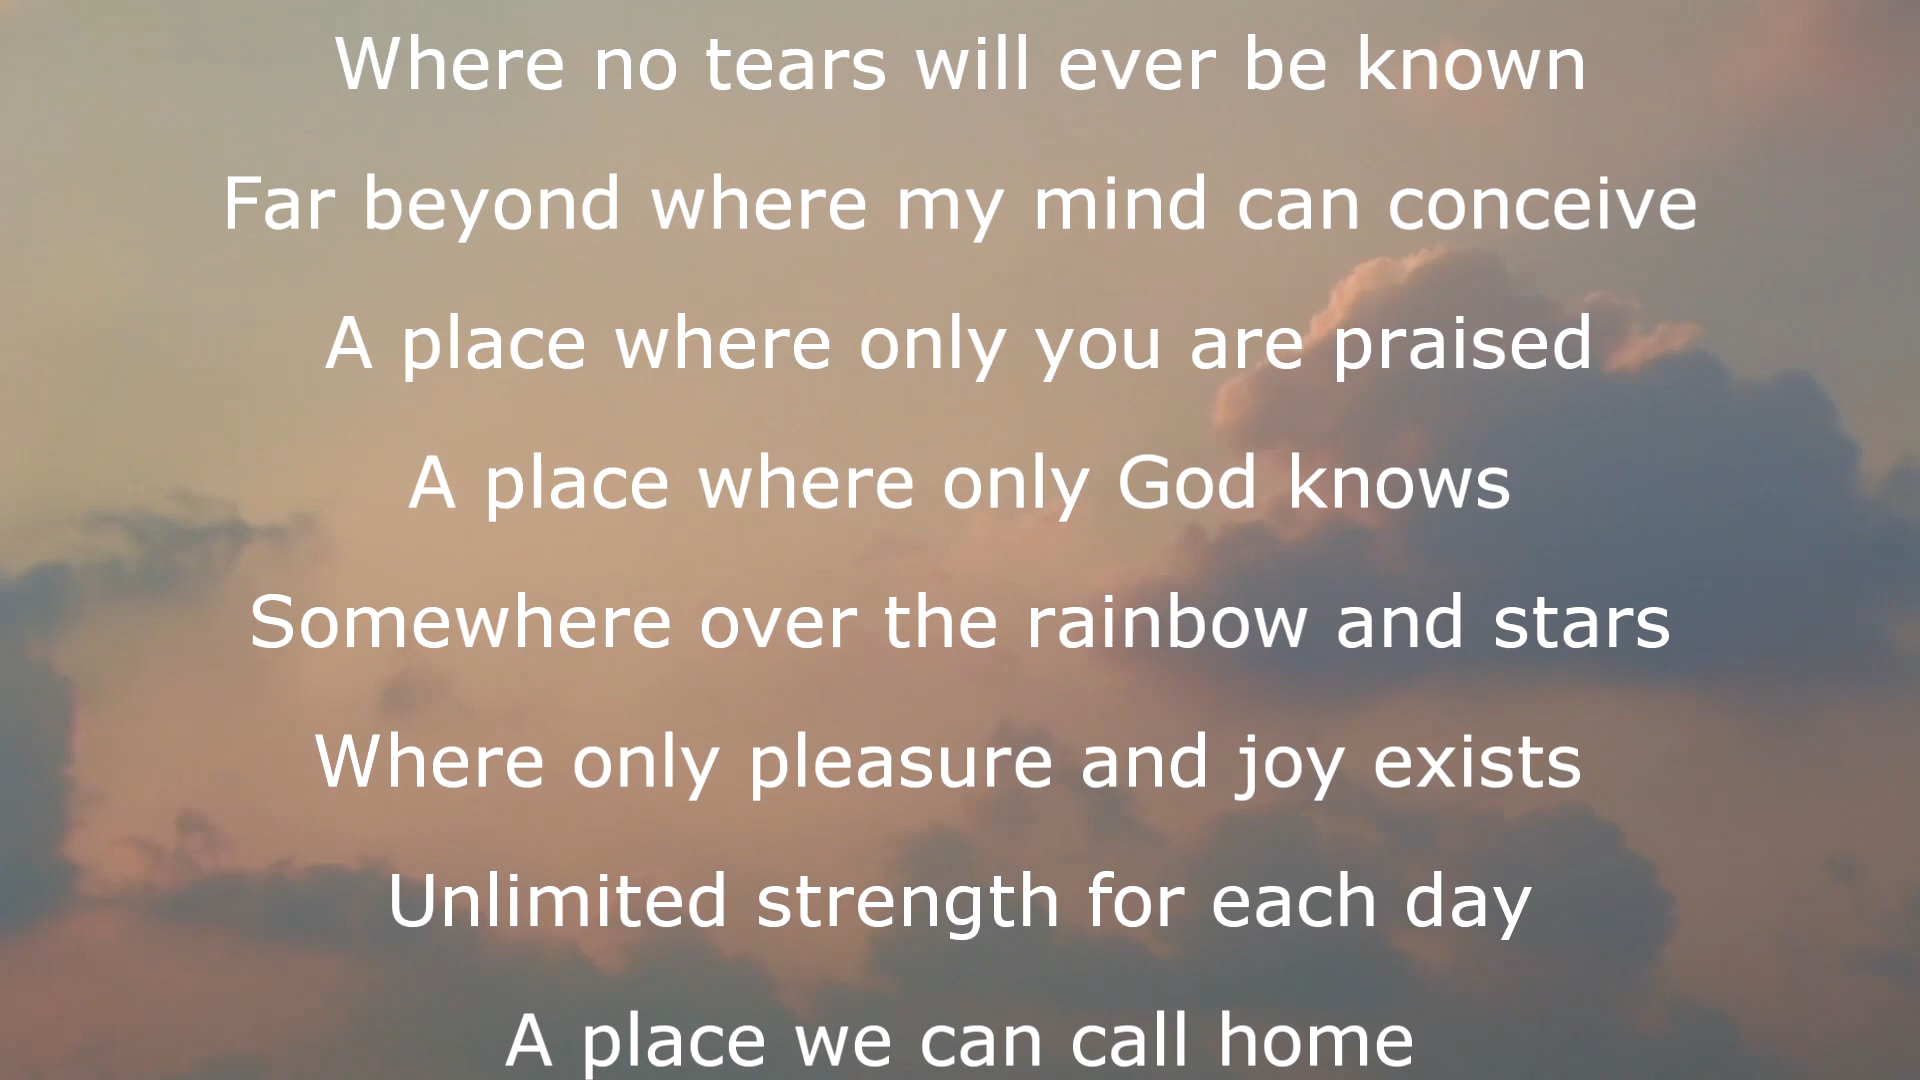 Where no tears will ever be known
Far beyond where my mind can conceive
A place where only you are praised
A place where only God knows
Somewhere over the rainbow and stars
Where only pleasure and joy exists
Unlimited strength for each day
A place we can call home